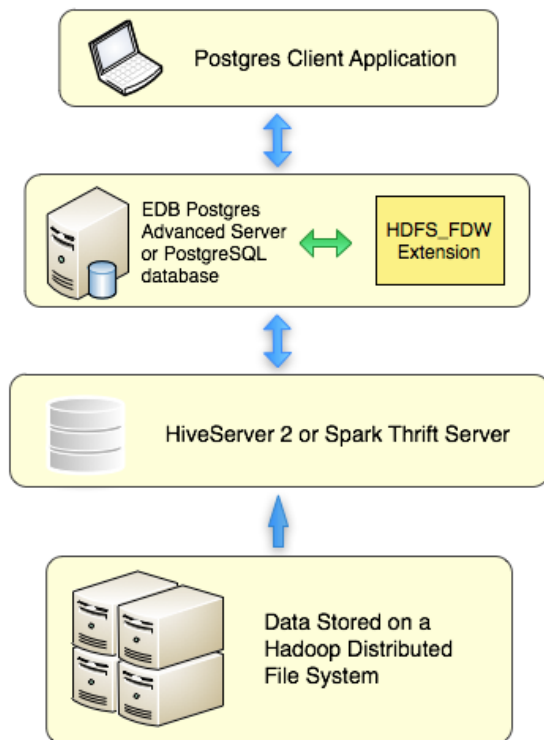 Postgres Client Application
EDB Postgres
Advanced Server
or PostgreSQL
database
HDFS_FDW
Extension
HiveServer 2 or Spark Thrift Server
Data Stored on a
Hadoop Distributed
File System